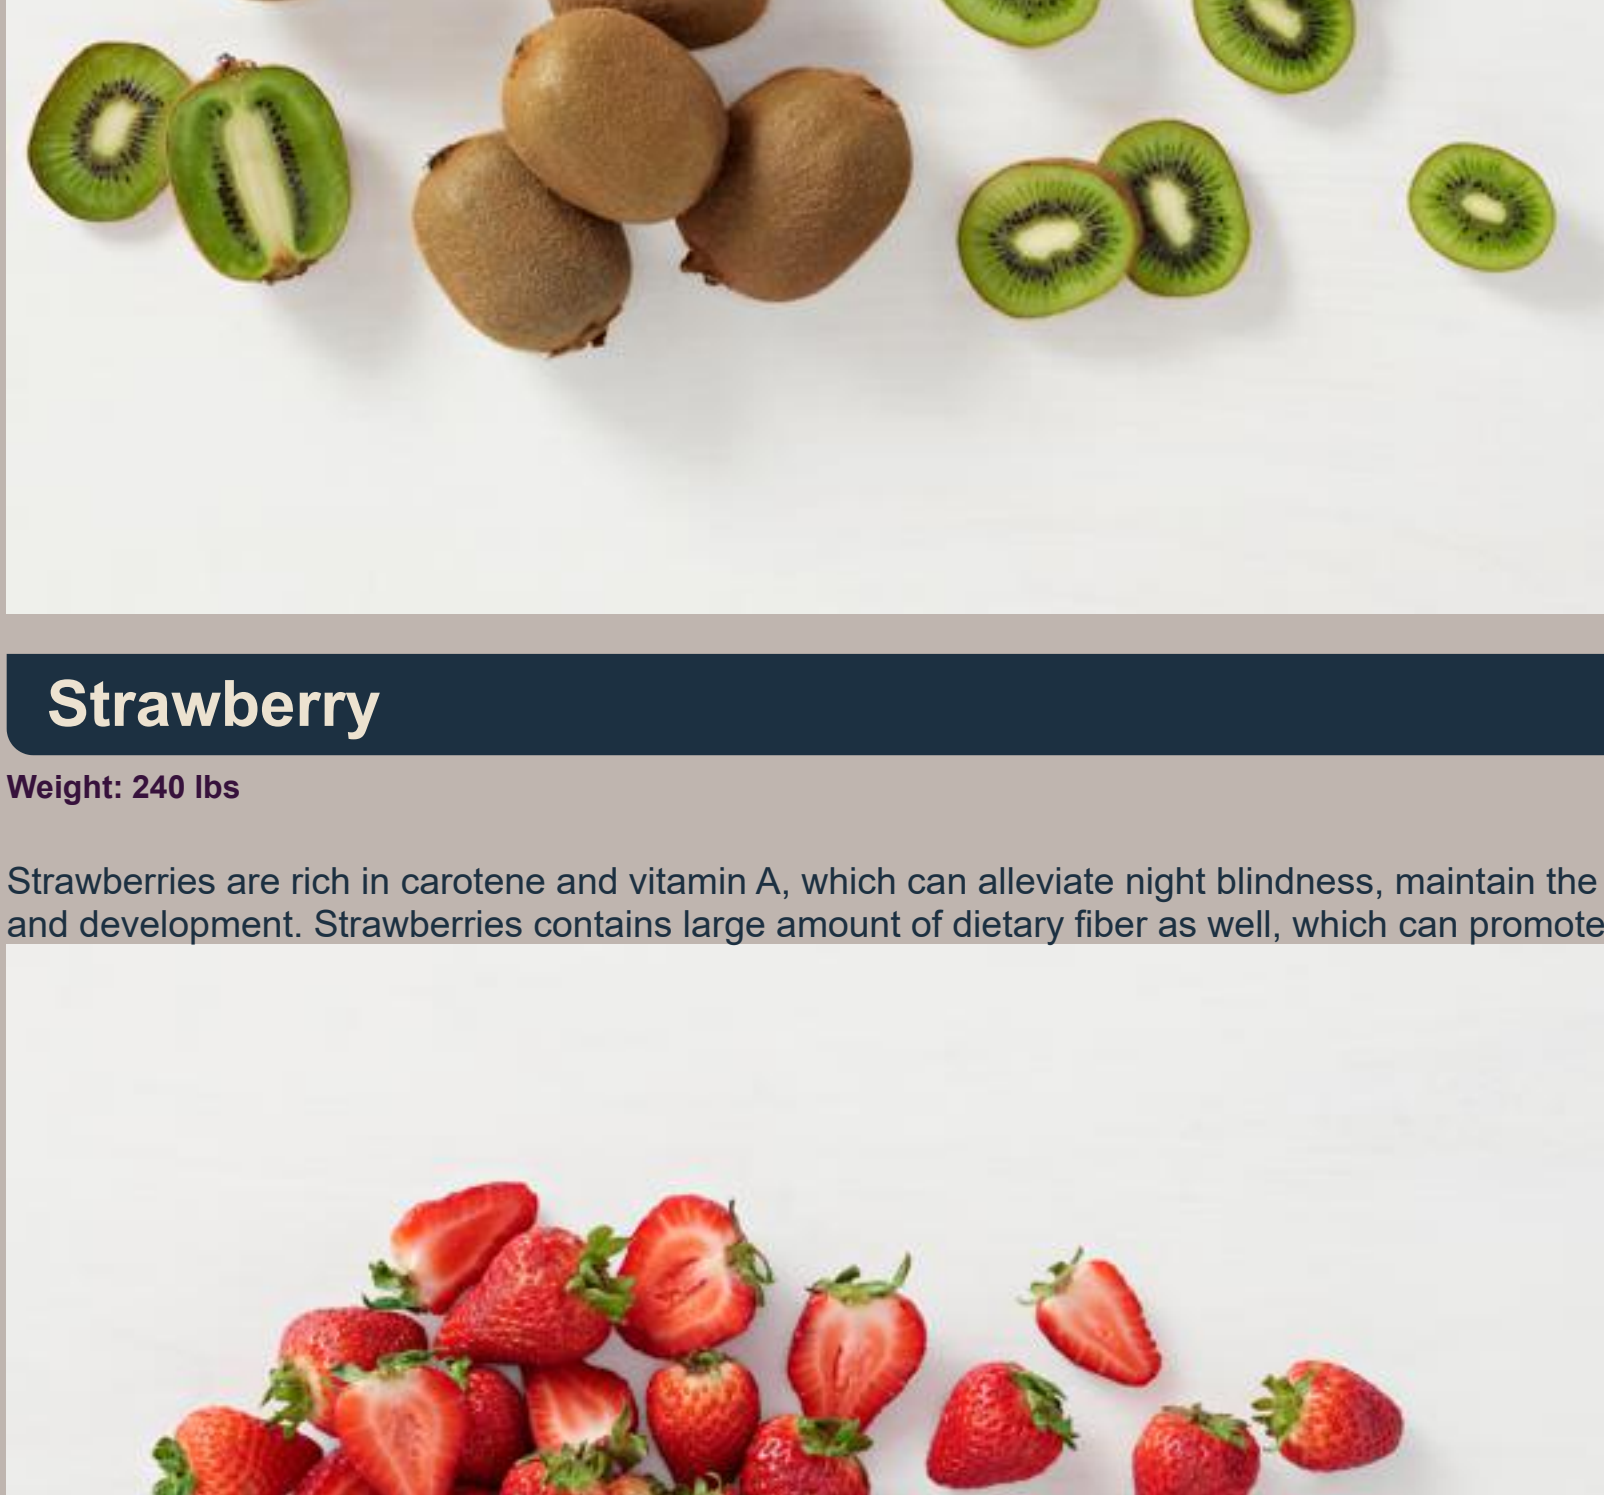 Strawberry
Weight: 240 lbs
Strawberries are rich in carotene and vitamin A, which can alleviate night blindness, maintain the
and development. Strawberries contains large amount of dietary fiber as well, which can promote